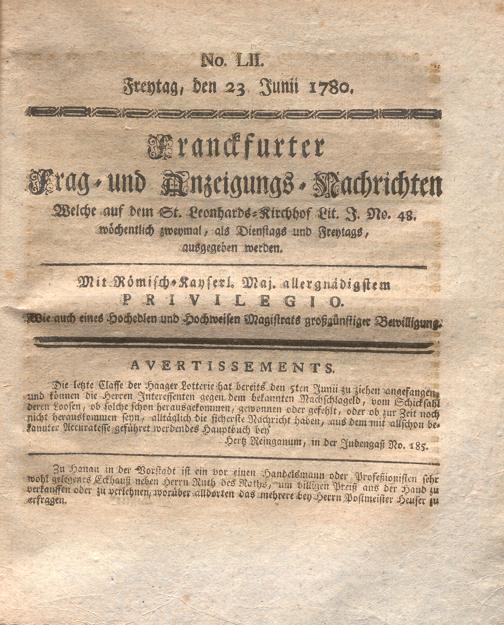 No. LII.
Freytag, den 23 Junii 1780.
Franckfurter
Frag- und Anzeigungs-Nachrichten
Welche auf dem St. Leonhards-Kirchhof Lit. J. No. 48.
wöchentlich zweymal, als Dienstags und Freytags,
ausgegeben werden.
Mit Römisch-Kayserl. Maj. allergnädigstem
PRIVILEGIO.
Wie auch eines Hochedlen und Hochweisen Magistrats großgünstiger Bewilligung.
AVERTISSEMENTS.
Die letzte Classe der Haager Lotterie hat bereits den 5ten Junii zu ziehen angefangen
und können die Herren Interessenten gegen dem bekannten Nachschlaggeld, vom Schicksahl
deren Loosen, ob solche schon herausgekommen, gewonnen oder gefehlt, oder ob zur Zeit noch
nicht herauskommen seyn, alltäglich die sicherste Nachricht haben, aus dem mit allschon be-
kannter Accuratesse geführet werdendes Hauptbuch bey
Hertz Reinganum, in der Judengaß No. 185.
Zu Hanau in der Vorstadt ist ein vor einen Handelsmann oder Profeßionisten sehr
wohl gelegenes Eckhauß neben Herrn Ruth des Raths, um billigen Preiß aus der Hand zu
verkauffen oder zu verlehnen, worüber alldorten das mehrere bey Herrn Postmeister Heuser zu
erfragen.